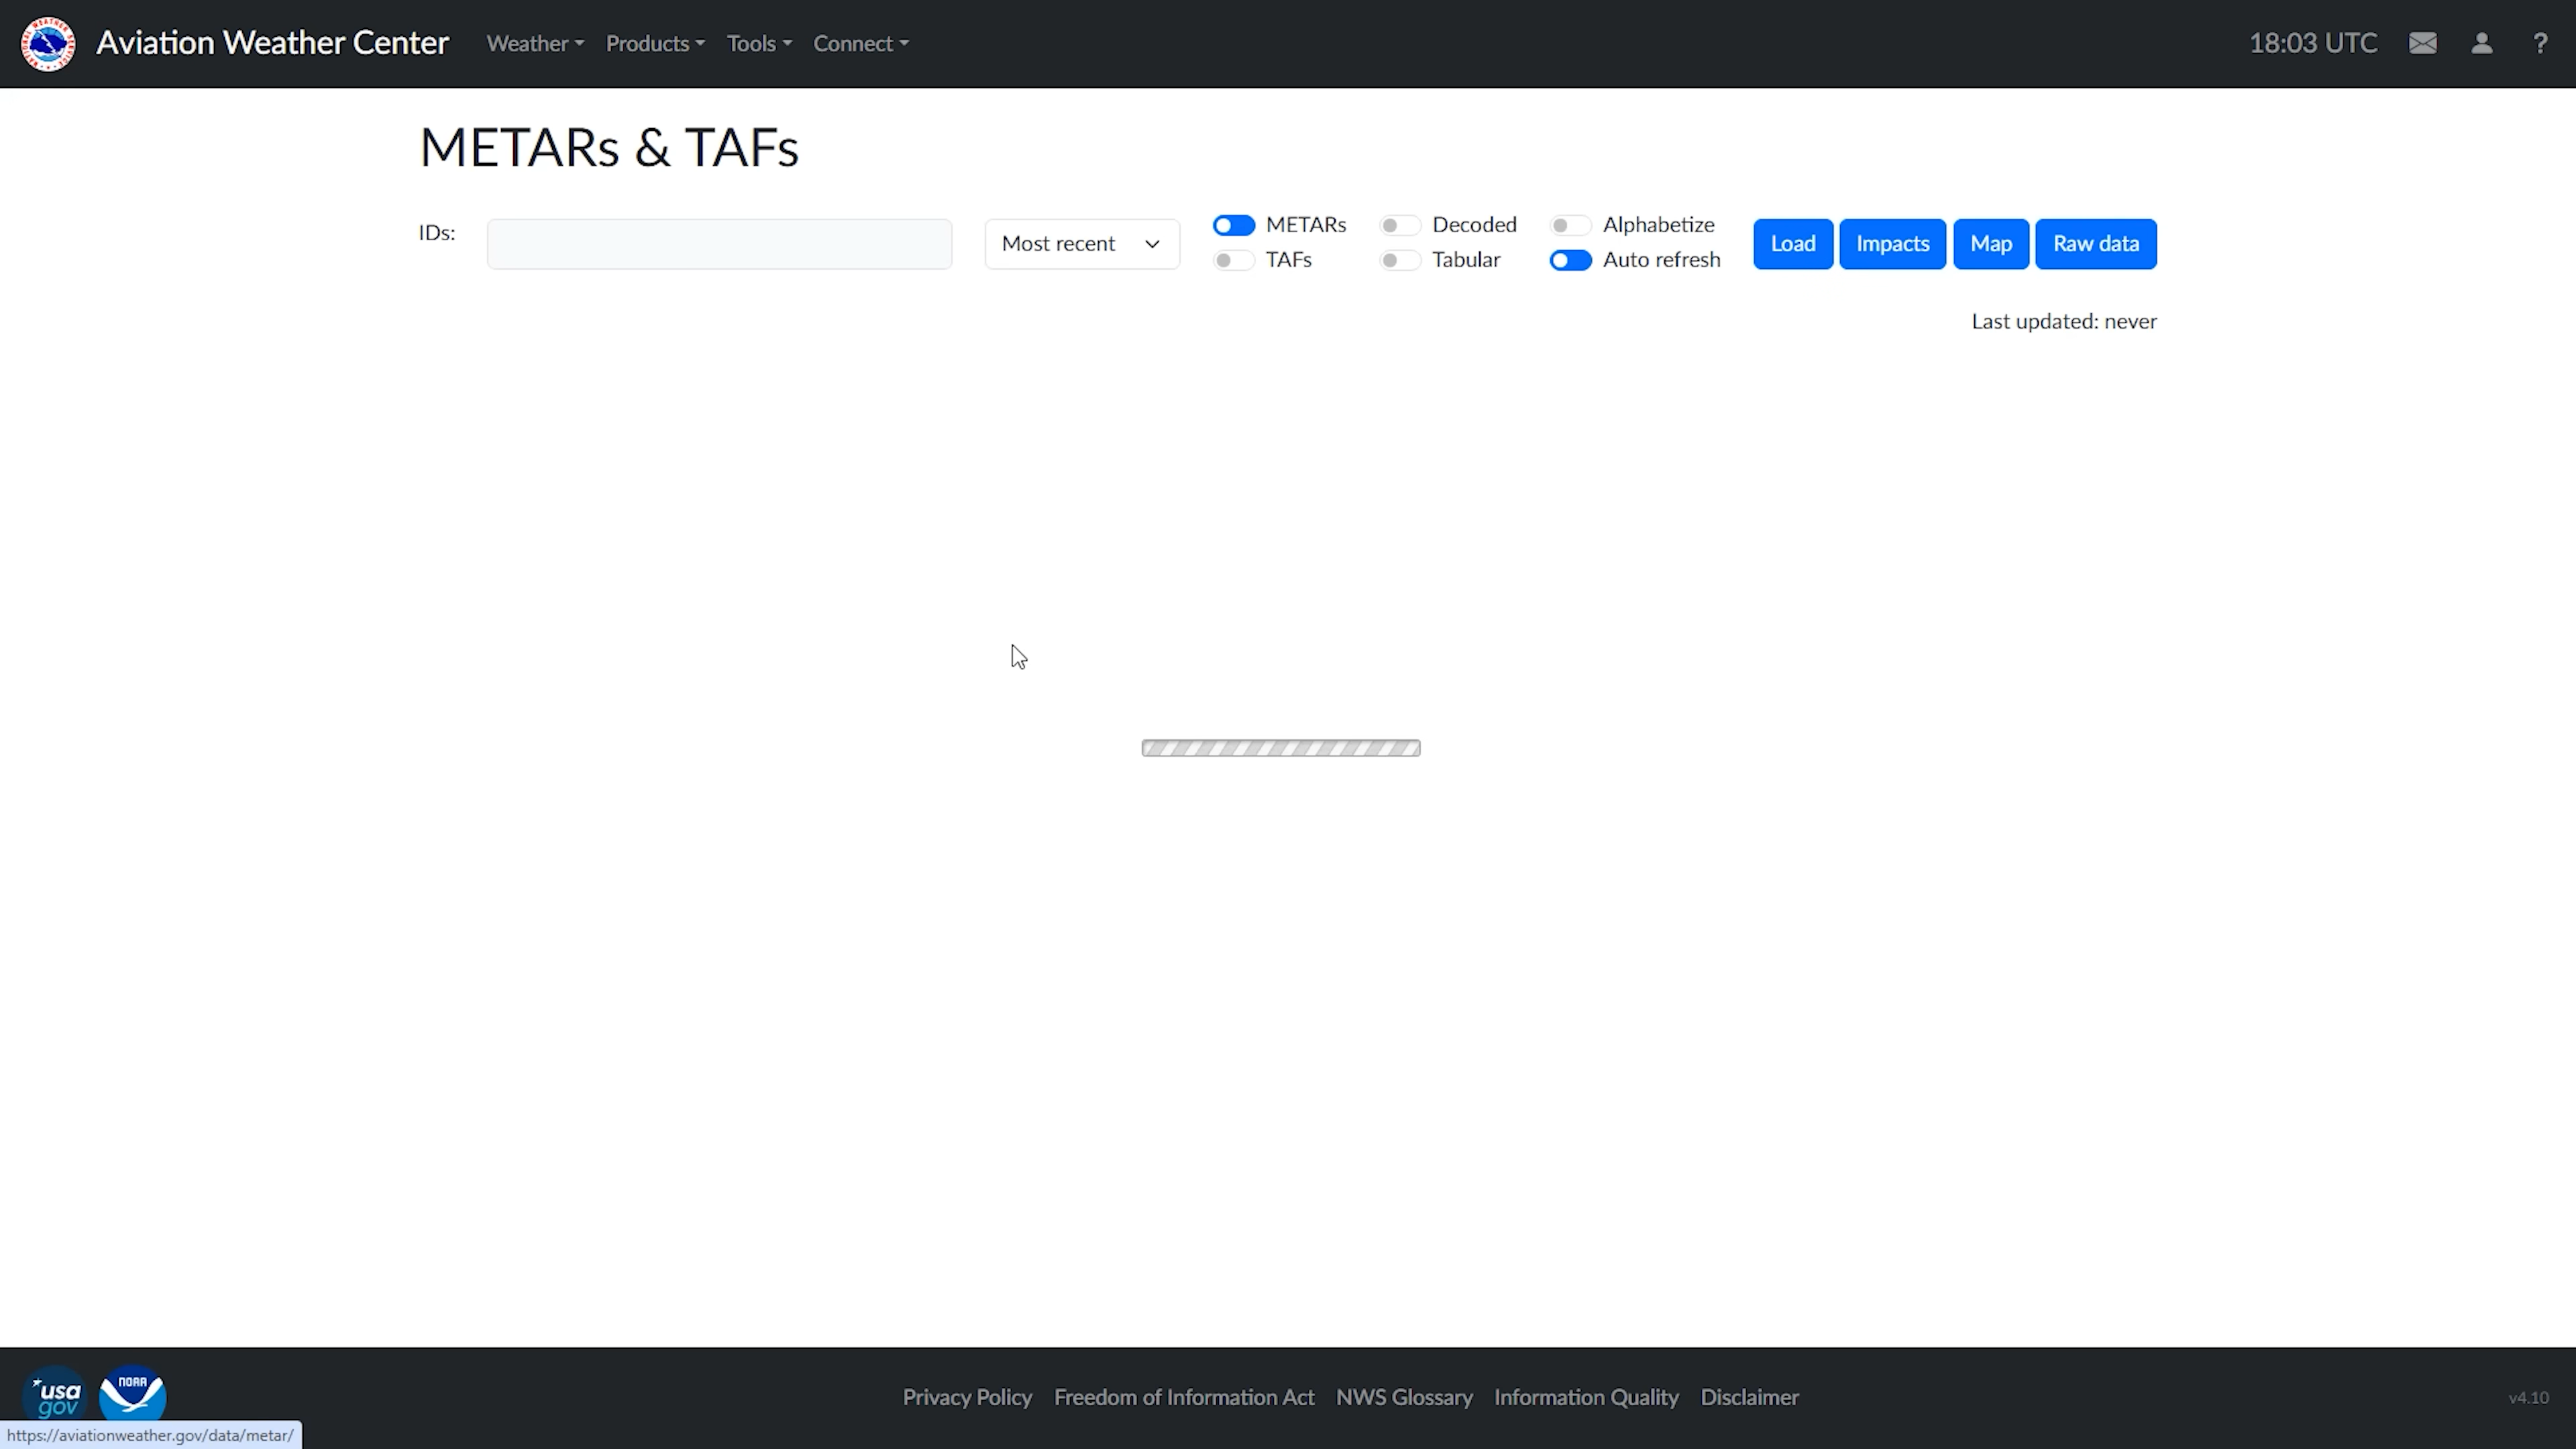 Aviation Weather Center
Weather Products Tools Connect
18:03 UTC ?
METARs & TAFs
IDs:
Most recent
METARs Decoded Alphabetize
TAFs Tabular Auto refresh
Load Impacts Map Raw data
Last updated: never
usa
gov
NOAA
Privacy Policy Freedom of Information Act NWS Glossary Information Quality Disclaimer
v4.10
https://aviationweather.gov/data/metar/